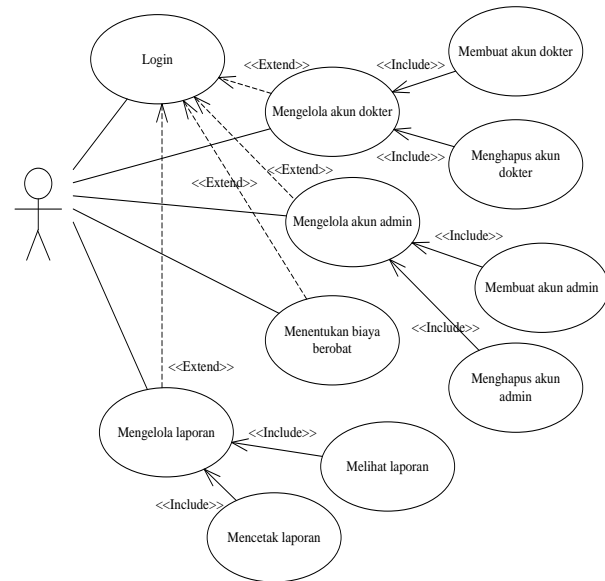 Login
<<Extend>>
<<Include>>
Membuat akun dokter
Mengelola akun dokter
<<Include>>
Menghapus akun
dokter
<<Extend>>
<<Extend>>
Mengelola akun admin
<<Include>>
Membuat akun admin
Menentukan biaya
berobat
<<Include>>
Menghapus akun
admin
<<Extend>>
Mengelola laporan
<<Include>>
Melihat laporan
<<Include>>
Mencetak laporan